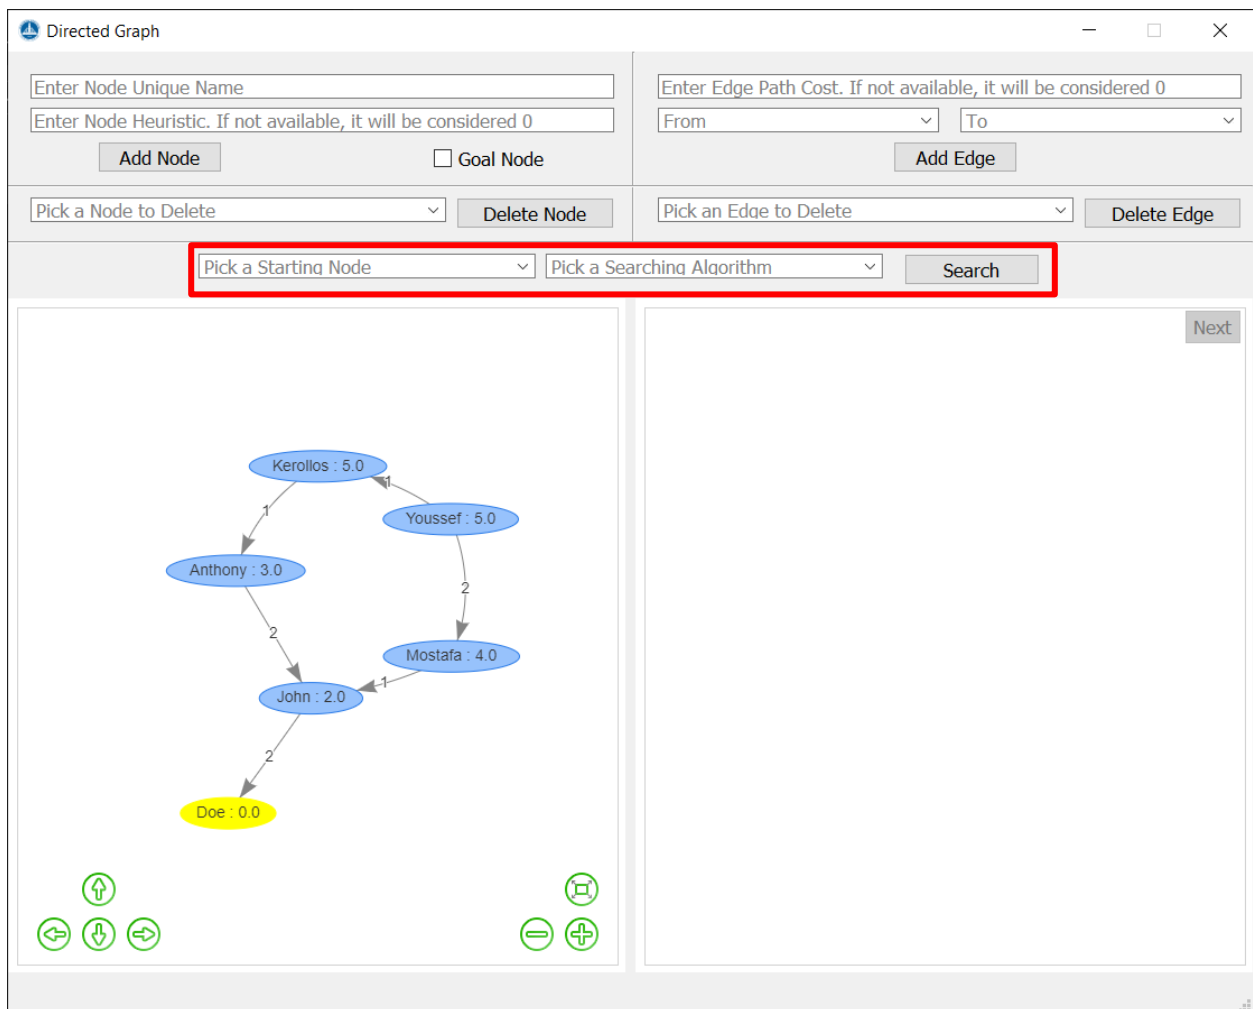 Directed Graph
Enter Node Unique Name
Enter Node Heuristic. If not available, it will be considered 0
Add Node
Goal Node
Enter Edge Path Cost. If not available, it will be considered 0
From
To
Add Edge
Pick a Node to Delete
Delete Node
Pick an Edge to Delete
Delete Edge
Pick a Starting Node
Pick a Searching Algorithm
Search
Next
Kerollos : 5.0
1
1
Youssef : 5.0
Anthony : 3.0
2
2
Mostafa : 4.0
1
John : 2.0
2
Doe : 0.0